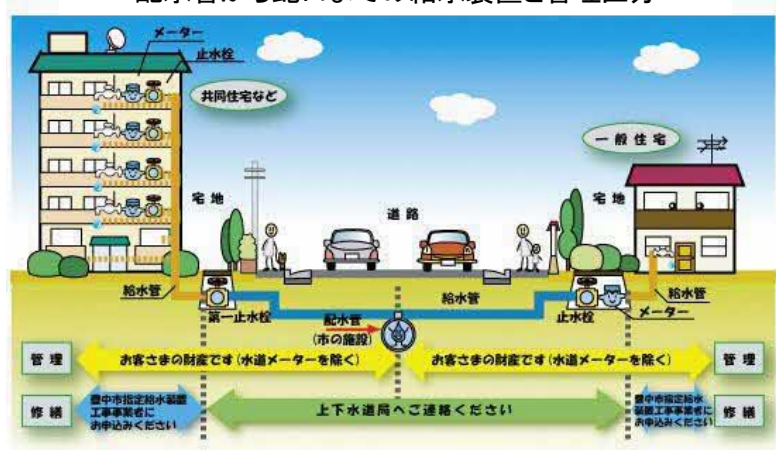 メーター
止水栓
共同住宅など
一般住宅
宅地
道路
宅地
給水管
第一止水栓
配水管
(市の施設)
給水管
止水栓
給水管
メーター
管理
お客さまの財産です(水道メーターを除く)
お客さまの財産です(水道メーターを除く)
管理
修繕
豊中市指定給水装置
工事事業者に
お申込みください
上下水道局へご連絡ください
豊中市指定給水
装置工事事業者に
お申込みください
修繕